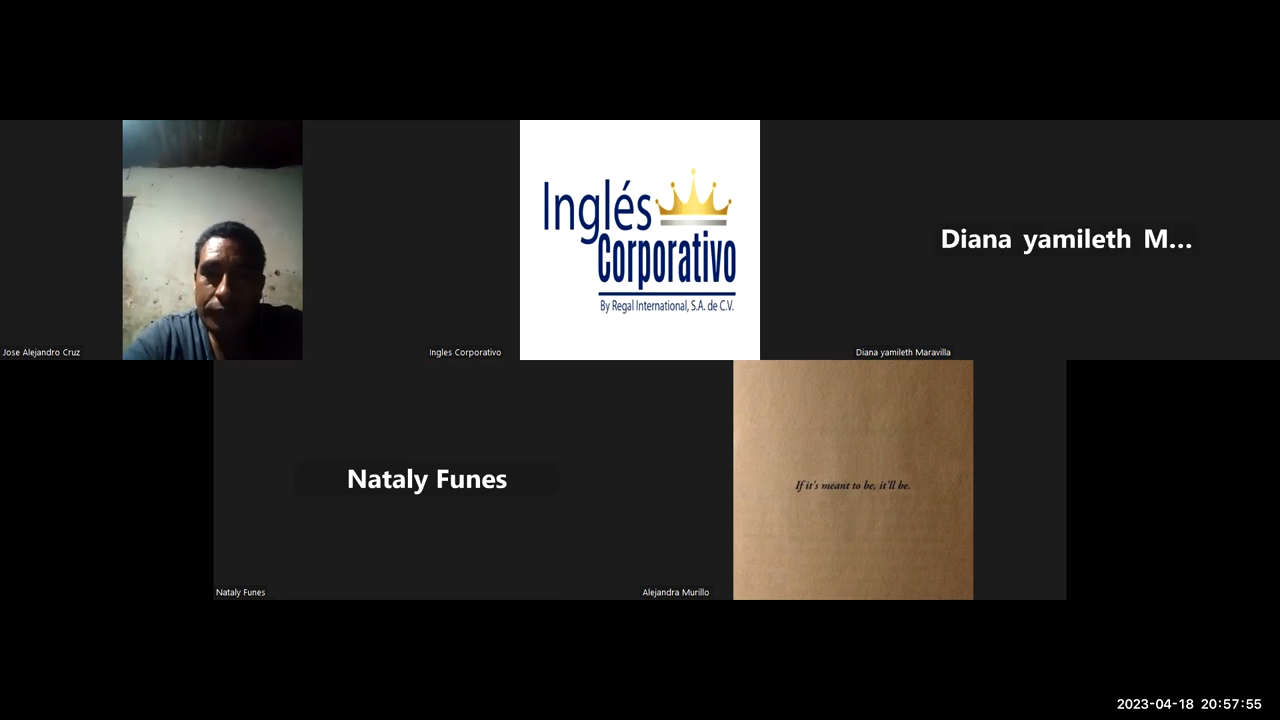 Inglés
Corporativo
By Regal International, S.A. de C.V.
Diana yamileth M...
Jose Alejandro Cruz
Ingles Corporativo
Diana yamileth Maravilla
Nataly Funes
If it's meant to be, it'll be.
Nataly Funes
Alejandra Murillo
2023-04-18 20:57:55